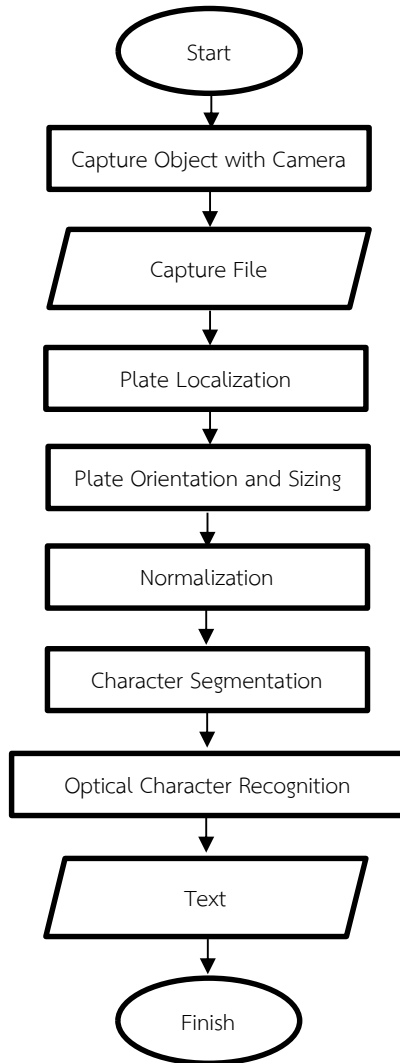 Start
Capture Object with Camera
Capture File
Plate Localization
Plate Orientation and Sizing
Normalization
Character Segmentation
Optical Character Recognition
Text
Finish